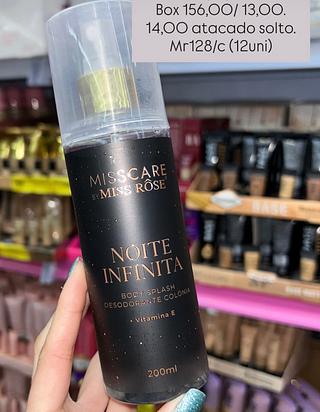 Box 156,00/ 13,00.
14,00 atacado solto.
Mr128/c (12uni)
MISSCARE
BY MISS RÔSE
NOITE
INFINITA
BODY SPLASH
DESODORANTE COLÔNIA
+ Vitamina E
200ml